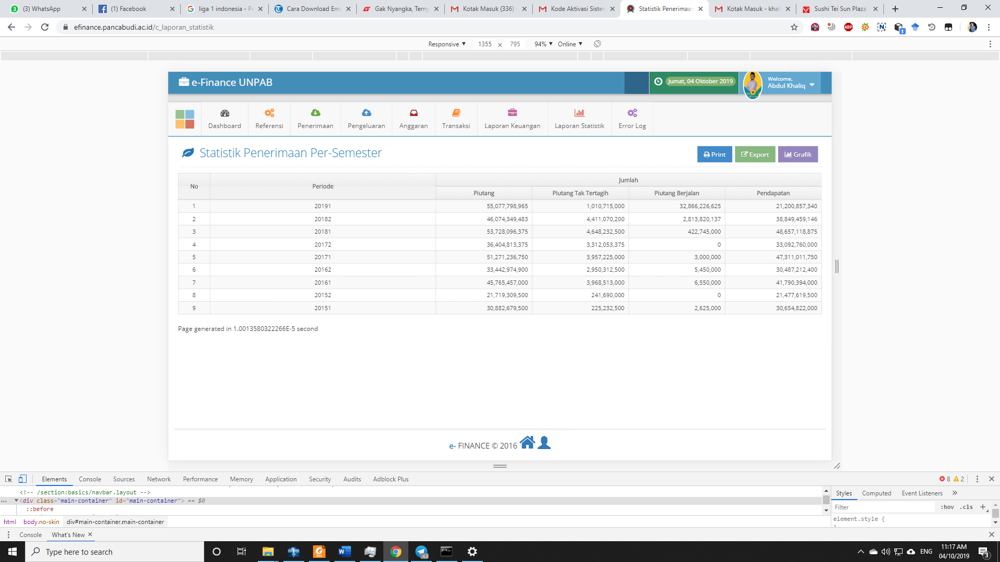 (3) WhatsApp
(1) Facebook
liga 1 indonesia - P
Cara Download Em
Gak Nyangka, Terny
Kotak Masuk (336) -
Kode Aktivasi Sister
Statistik Penerimaan
Kotak Masuk - khal
Sushi Tei Sun Plaza
efinance.pancabudi.ac.id/c_laporan_statistik
Responsive ▼ 1355 x 795 94% ▼ Online ▼
e-Finance UNPAB
Jumat, 04 Oktober 2019
Welcome,
Abdul Khaliq
Dashboard Referensi Penerimaan Pengeluaran Anggaran Transaksi Laporan Keuangan Laporan Statistik Error Log
Statistik Penerimaan Per-Semester
Print Export Grafik
No Periode Jumlah
Piutang Piutang Tak Tertagih Piutang Berjalan Pendapatan
1 20191 55,077,798,965 1,010,715,000 32,866,226,625 21,200,857,340
2 20182 46,074,349,483 4,411,070,200 2,813,820,137 38,849,459,146
3 20181 53,728,096,375 4,648,232,500 422,745,000 48,657,118,875
4 20172 36,404,813,375 3,312,053,375 0 33,092,760,000
5 20171 51,271,236,750 3,957,225,000 3,000,000 47,311,011,750
6 20162 33,442,974,900 2,950,312,500 5,450,000 30,487,212,400
7 20161 45,765,457,000 3,968,513,000 6,550,000 41,790,394,000
8 20152 21,719,309,500 241,690,000 0 21,477,619,500
9 20151 30,882,679,500 225,232,500 2,625,000 30,654,822,000
Page generated in 1.0013580322266E-5 second
e- FINANCE © 2016
Elements Console Sources Network Performance Memory Application Security Audits Adblock Plus
8 2
<!-- /section:basics/navbar.layout -->
<div class="main-container" id="main-container"> == $0
::before
html body.no-skin div#main-container.main-container
Styles Computed Event Listeners »
Filter :hov .cls +
element.style {
Console What's New ×
Type here to search
ENG
11:17 AM
04/10/2019
3